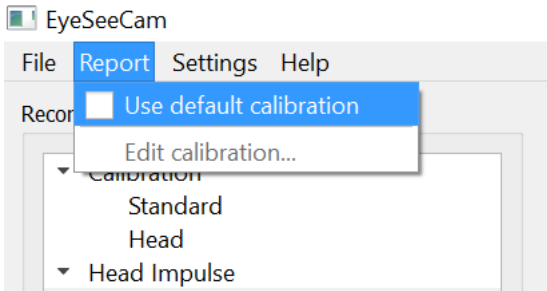 EyeSeeCam
File Report Settings Help
Recor
Use default calibration
Edit calibration...
Calibration
Standard
Head
Head Impulse